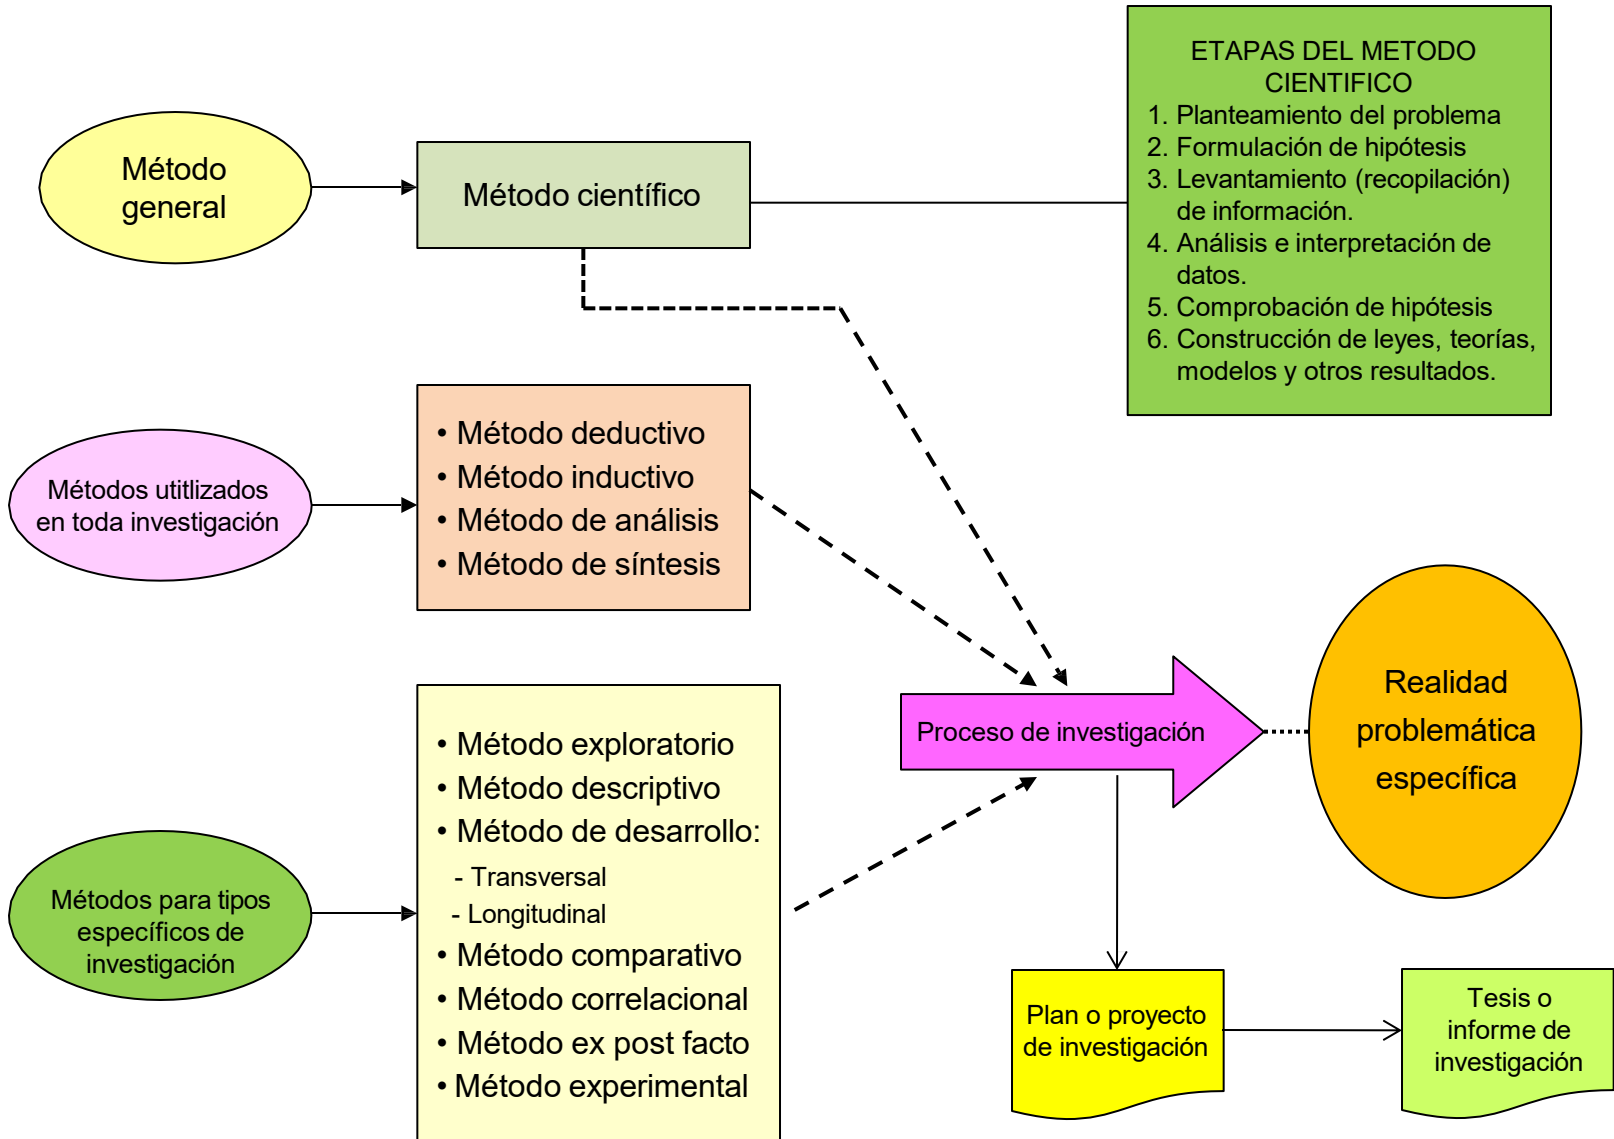 ETAPAS DEL METODO
CIENTIFICO
1. Planteamiento del problema
2. Formulación de hipótesis
3. Levantamiento (recopilación)
de información.
4. Análisis e interpretación de
datos.
5. Comprobación de hipótesis
6. Construcción de leyes, teorías,
modelos y otros resultados.
Método
general
Método científico
Métodos utitlizados
en toda investigación
• Método deductivo
• Método inductivo
• Método de análisis
• Método de síntesis
Métodos para tipos
específicos de
investigación
• Método exploratorio
• Método descriptivo
• Método de desarrollo:
- Transversal
- Longitudinal
• Método comparativo
• Método correlacional
• Método ex post facto
• Método experimental
Proceso de investigación
Realidad
problemática
específica
Plan o proyecto
de investigación
Tesis o
informe de
investigación